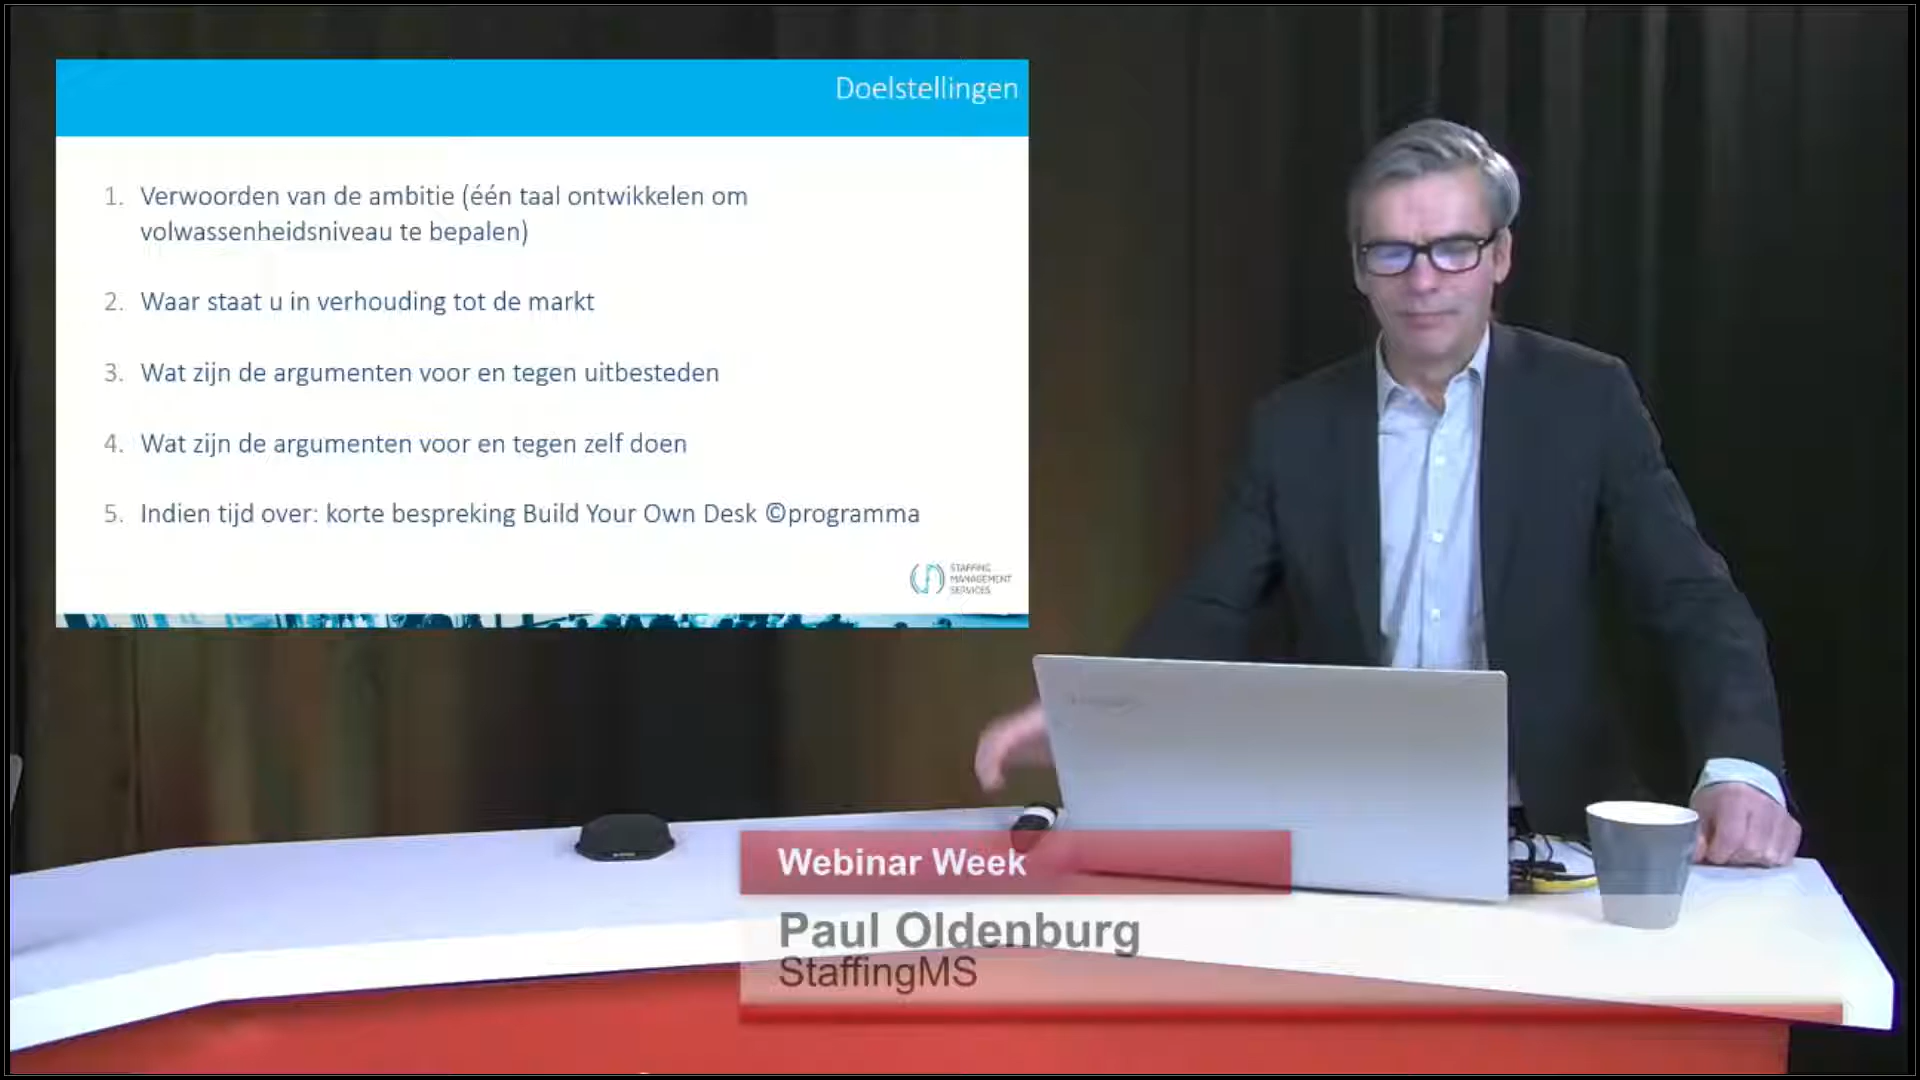 Doelstellingen
1. Verwoorden van de ambitie (één taal ontwikkelen om
volwassenheidsniveau te bepalen)
2. Waar staat u in verhouding tot de markt
3. Wat zijn de argumenten voor en tegen uitbesteden
4. Wat zijn de argumenten voor en tegen zelf doen
5. Indien tijd over: korte bespreking Build Your Own Desk ©programma
STAFFING
MANAGEMENT
SERVICES
Webinar Week
Paul Oldenburg
StaffingMS